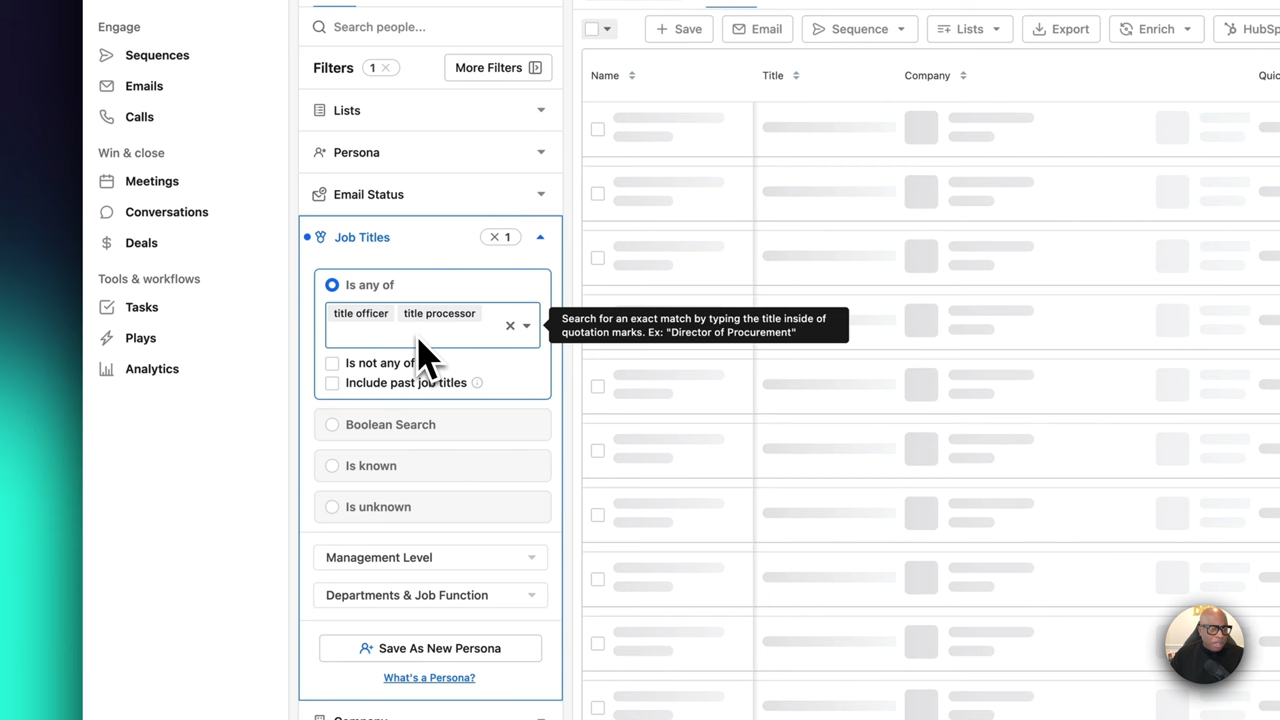 Engage
Sequences
Emails
Calls
Win & close
Meetings
Conversations
Deals
Tools & workflows
Tasks
Plays
Analytics
Search people...
Filters 1
More Filters
Lists
Persona
Email Status
Job Titles
1
Is any of
title officer title processor
Is not any of
Include past job titles
Boolean Search
Is known
Is unknown
Management Level
Departments & Job Function
Save As New Persona
What's a Persona?
Search for an exact match by typing the title inside of
quotation marks. Ex: "Director of Procurement"
Save
Email
Sequence
Lists
Export
Enrich
HubSp
Name
Title
Company
Quic